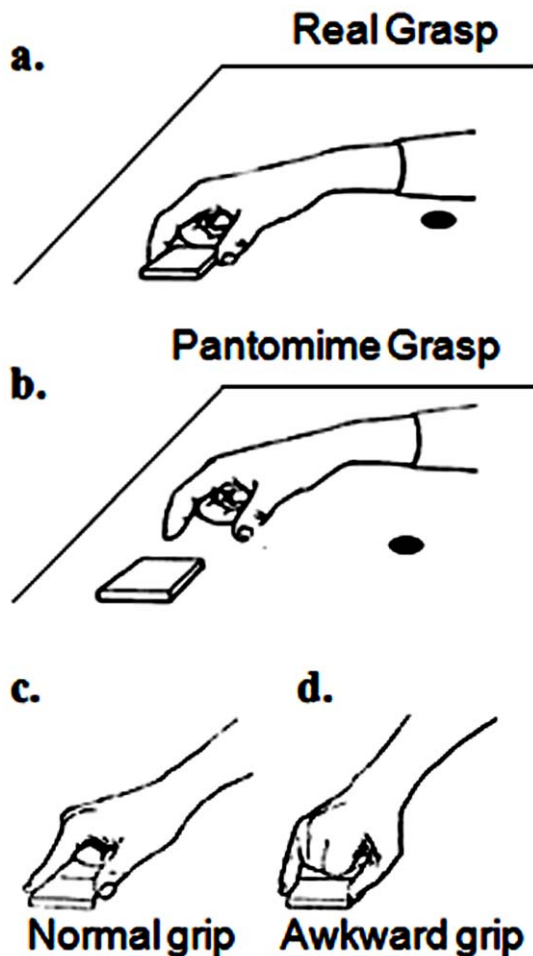 Real Grasp
a.
Pantomime Grasp
b.
c.
d.
Normal grip
Awkward grip